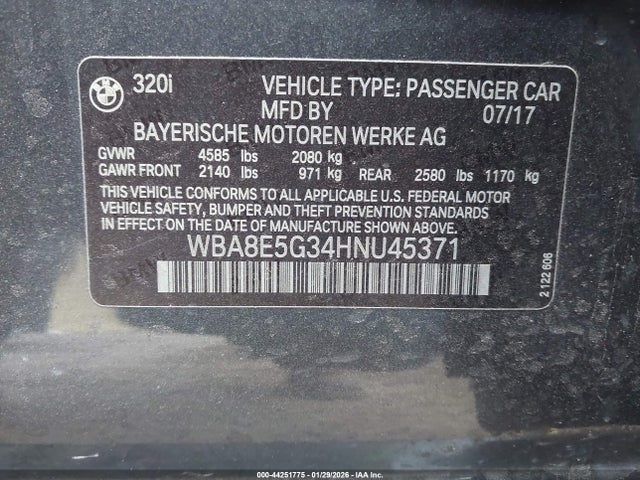 320i VEHICLE TYPE: PASSENGER CAR
MFD BY 07/17
BAYERISCHE MOTOREN WERKE AG
GVWR 4585 lbs 2080 kg
GAWR FRONT 2140 lbs 971 kg REAR 2580 lbs 1170 kg
THIS VEHICLE CONFORMS TO ALL APPLICABLE U.S. FEDERAL MOTOR
VEHICLE SAFETY, BUMPER AND THEFT PREVENTION STANDARDS
IN EFFECT ON THE DATE OF MANUFACTURE SHOWN ABOVE.
WBA8E5G34HNU45371
2 122 606
000-44251775 - 01/29/2026 - IAA Inc.